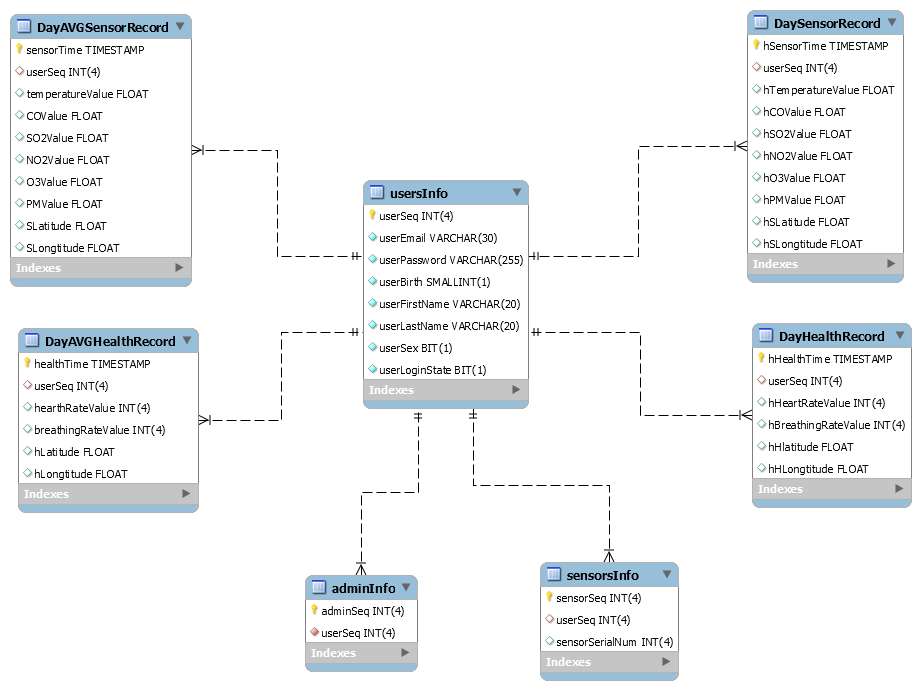 DayAVGSensorRecord
sensorTime TIMESTAMP
userSeq INT(4)
temperatureValue FLOAT
COValue FLOAT
SO2Value FLOAT
NO2Value FLOAT
O3Value FLOAT
PMValue FLOAT
SLatitude FLOAT
SLongtitude FLOAT
Indexes
DaySensorRecord
hSensorTime TIMESTAMP
userSeq INT(4)
hTemperatureValue FLOAT
hCOValue FLOAT
hSO2Value FLOAT
hNO2Value FLOAT
hO3Value FLOAT
hPMValue FLOAT
hSLatitude FLOAT
hSLongtitude FLOAT
Indexes
usersInfo
userSeq INT(4)
userEmail VARCHAR(30)
userPassword VARCHAR(255)
userBirth SMALLINT(1)
userFirstName VARCHAR(20)
userLastName VARCHAR(20)
userSex BIT(1)
userLoginState BIT(1)
Indexes
DayAVGHealthRecord
healthTime TIMESTAMP
userSeq INT(4)
hearthRateValue INT(4)
breathingRateValue INT(4)
hLatitude FLOAT
hLongtitude FLOAT
Indexes
DayHealthRecord
hHealthTime TIMESTAMP
userSeq INT(4)
hHeartRateValue INT(4)
hBreathingRateValue INT(4)
hHlatitude FLOAT
hHLongtitude FLOAT
Indexes
adminInfo
adminSeq INT(4)
userSeq INT(4)
Indexes
sensorsInfo
sensorSeq INT(4)
userSeq INT(4)
sensorSerialNum INT(4)
Indexes